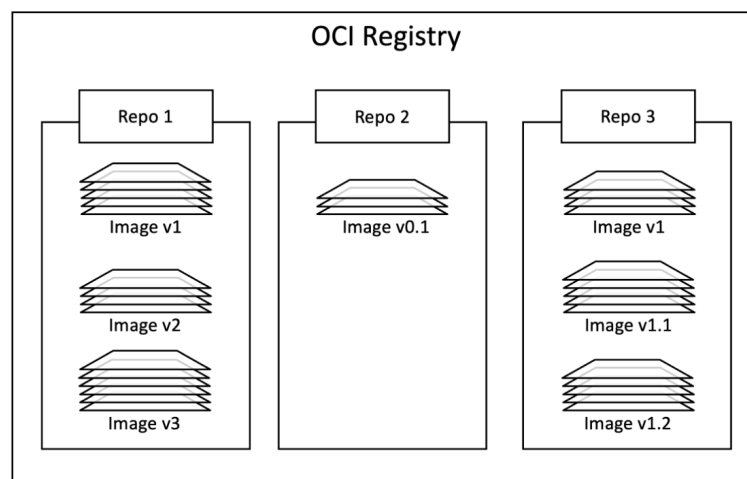 OCI Registry
Repo 1
Image v1
Image v2
Image v3
Repo 2
Image v0.1
Repo 3
Image v1
Image v1.1
Image v1.2